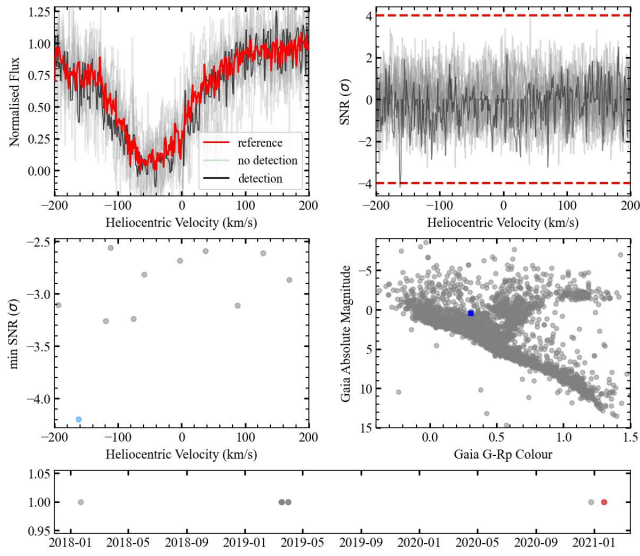 1.25
1.00
0.75
0.50
0.25
0.00
Normalised Flux
reference
no detection
detection
−200 −100 0 100 200
Heliocentric Velocity (km/s)
4
2
0
−2
−4
SNR (σ)
−200 −100 0 100 200
Heliocentric Velocity (km/s)
−2.5
−3.0
−3.5
−4.0
min SNR (σ)
−200 −100 0 100 200
Heliocentric Velocity (km/s)
−5
0
5
10
15
Gaia Absolute Magnitude
0.0 0.5 1.0 1.5
Gaia G-Rp Colour
1.05
1.00
0.95
2018-01 2018-05 2018-09 2019-01 2019-05 2019-09 2020-01 2020-05 2020-09 2021-01